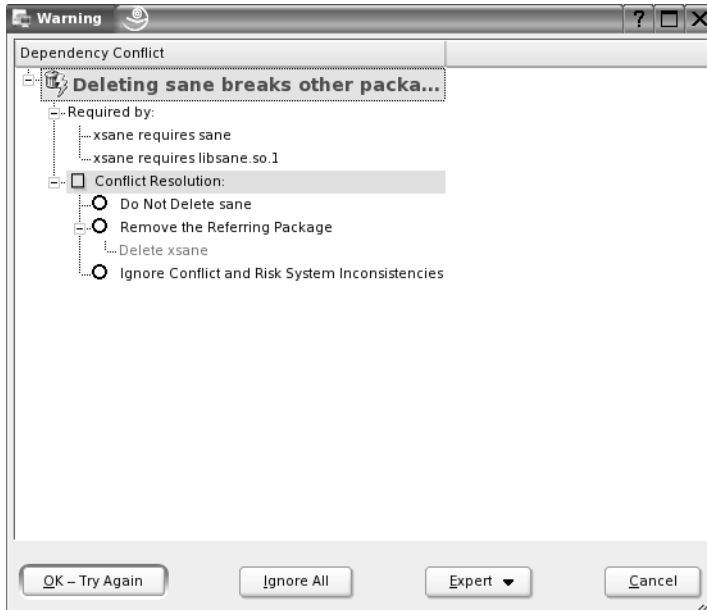 Warning
?
Dependency Conflict
Deleting sane breaks other packa...
Required by:
xsane requires sane
xsane requires libsane.so.1
Conflict Resolution:
Do Not Delete sane
Remove the Referring Package
Delete xsane
Ignore Conflict and Risk System Inconsistencies
OK – Try Again Ignore All Expert Cancel